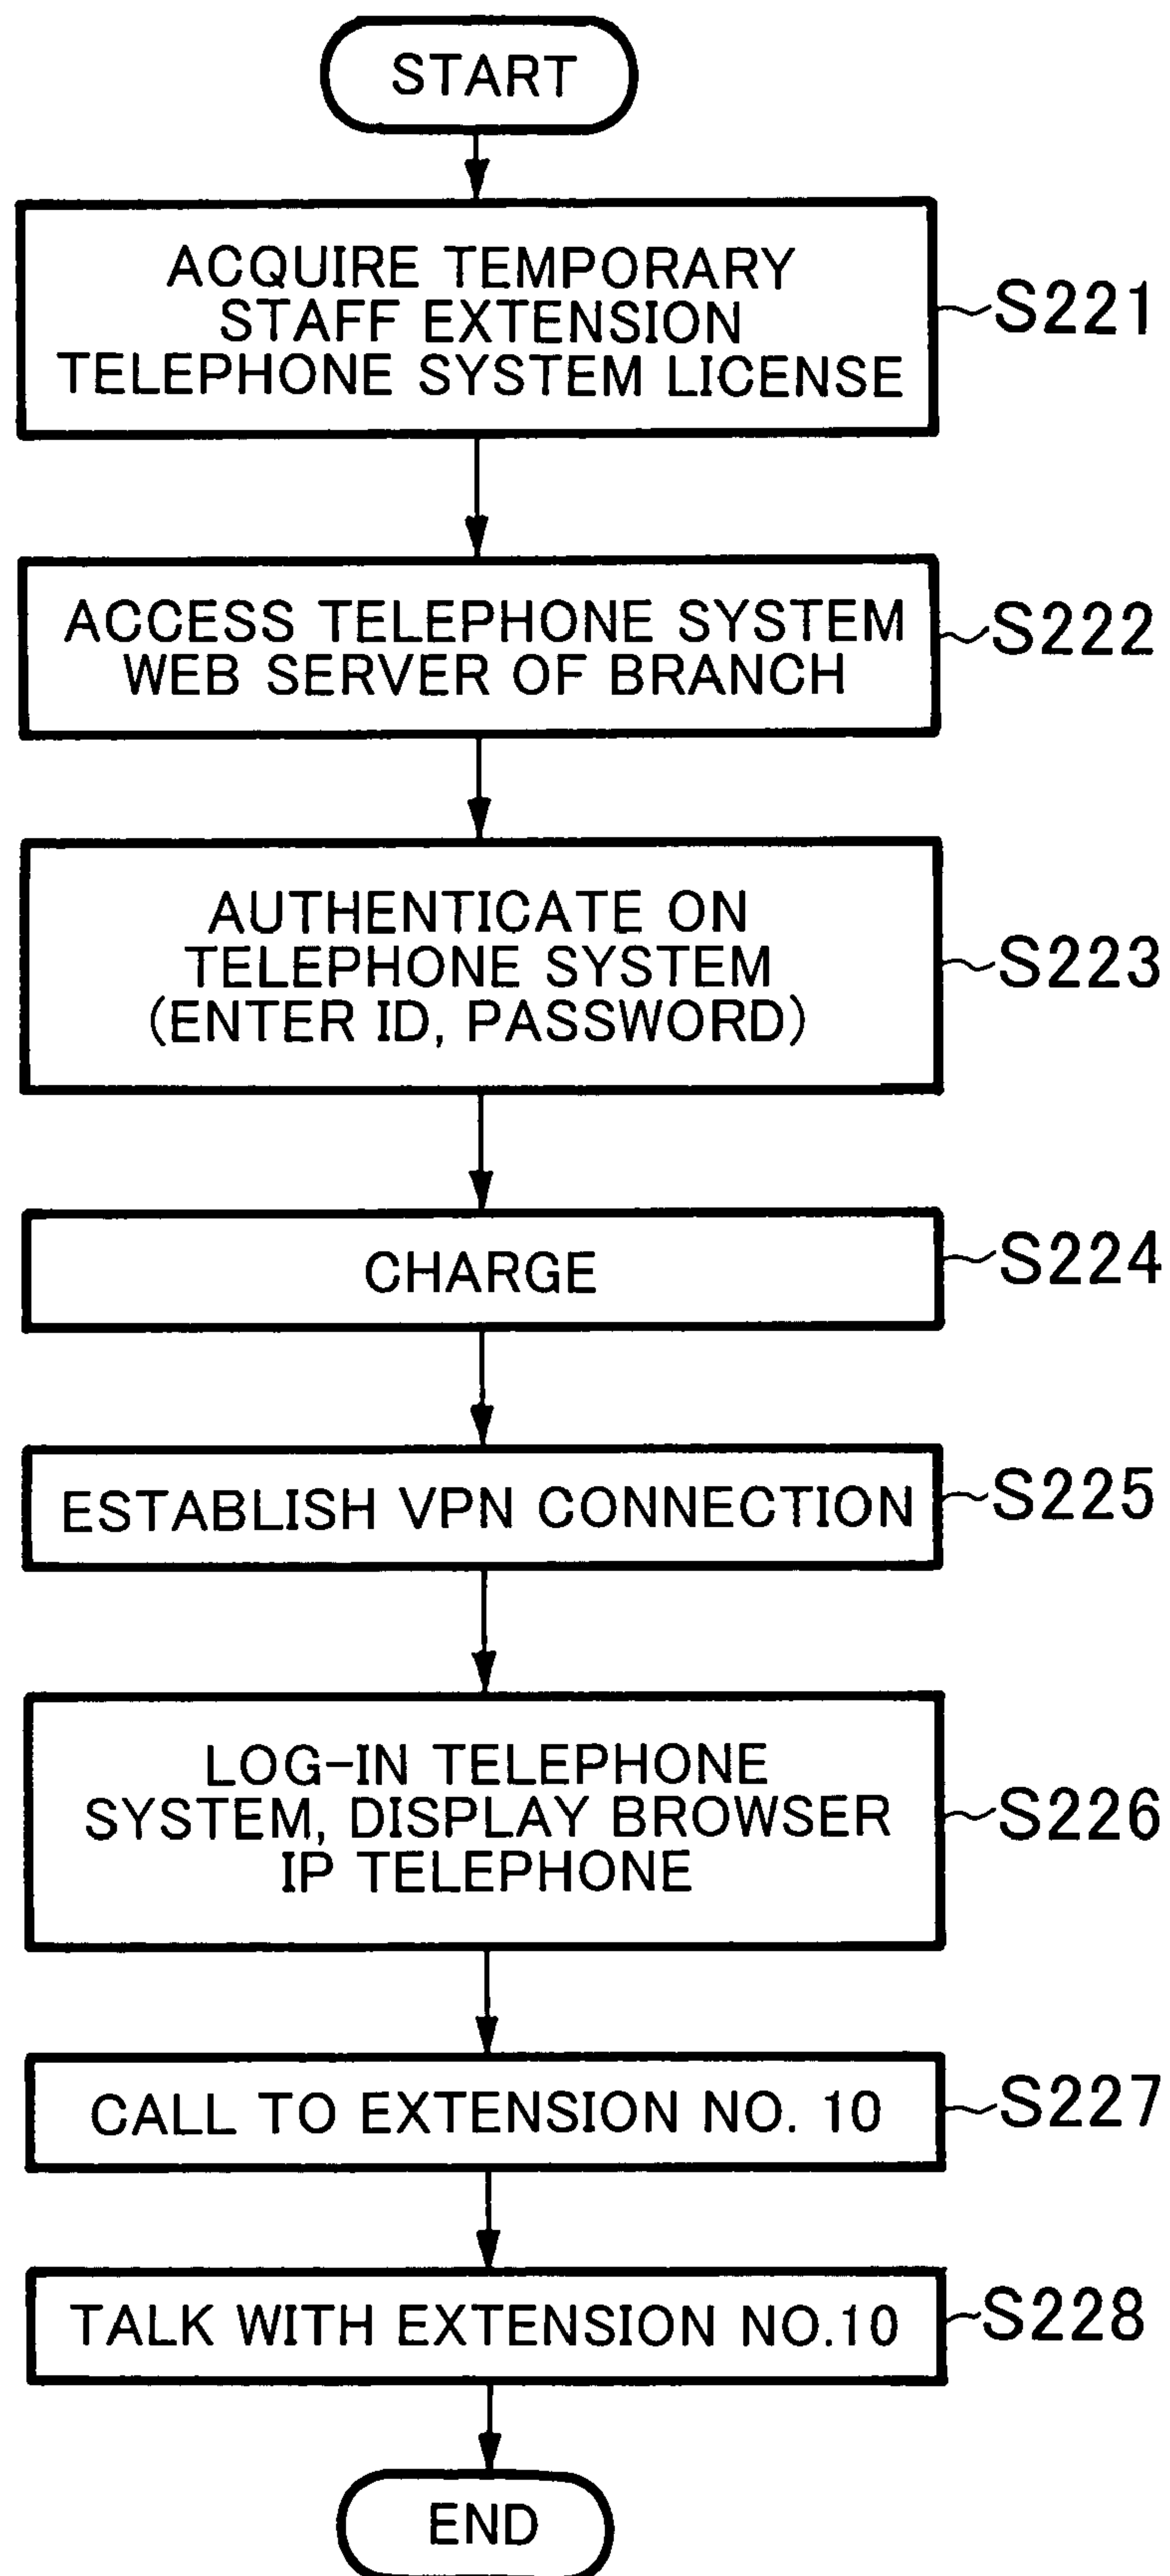 START
ACQUIRE TEMPORARY
STAFF EXTENSION
TELEPHONE SYSTEM LICENSE
S221
ACCESS TELEPHONE SYSTEM
WEB SERVER OF BRANCH
S222
AUTHENTICATE ON
TELEPHONE SYSTEM
(ENTER ID, PASSWORD)
S223
CHARGE
S224
ESTABLISH VPN CONNECTION
S225
LOG-IN TELEPHONE
SYSTEM, DISPLAY BROWSER
IP TELEPHONE
S226
CALL TO EXTENSION NO. 10
S227
TALK WITH EXTENSION NO.10
S228
END